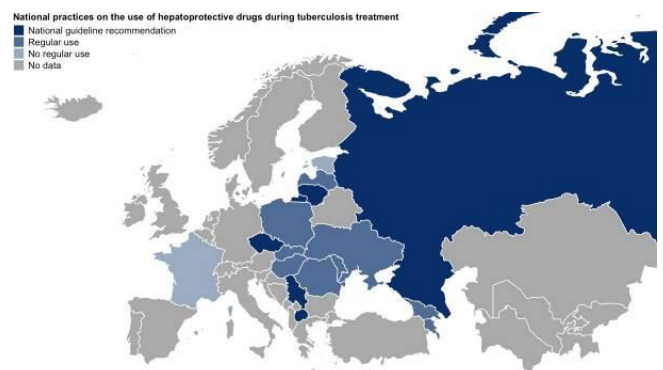 National practices on the use of hepatoprotective drugs during tuberculosis treatment
National guideline recommendation
Regular use
No regular use
No data